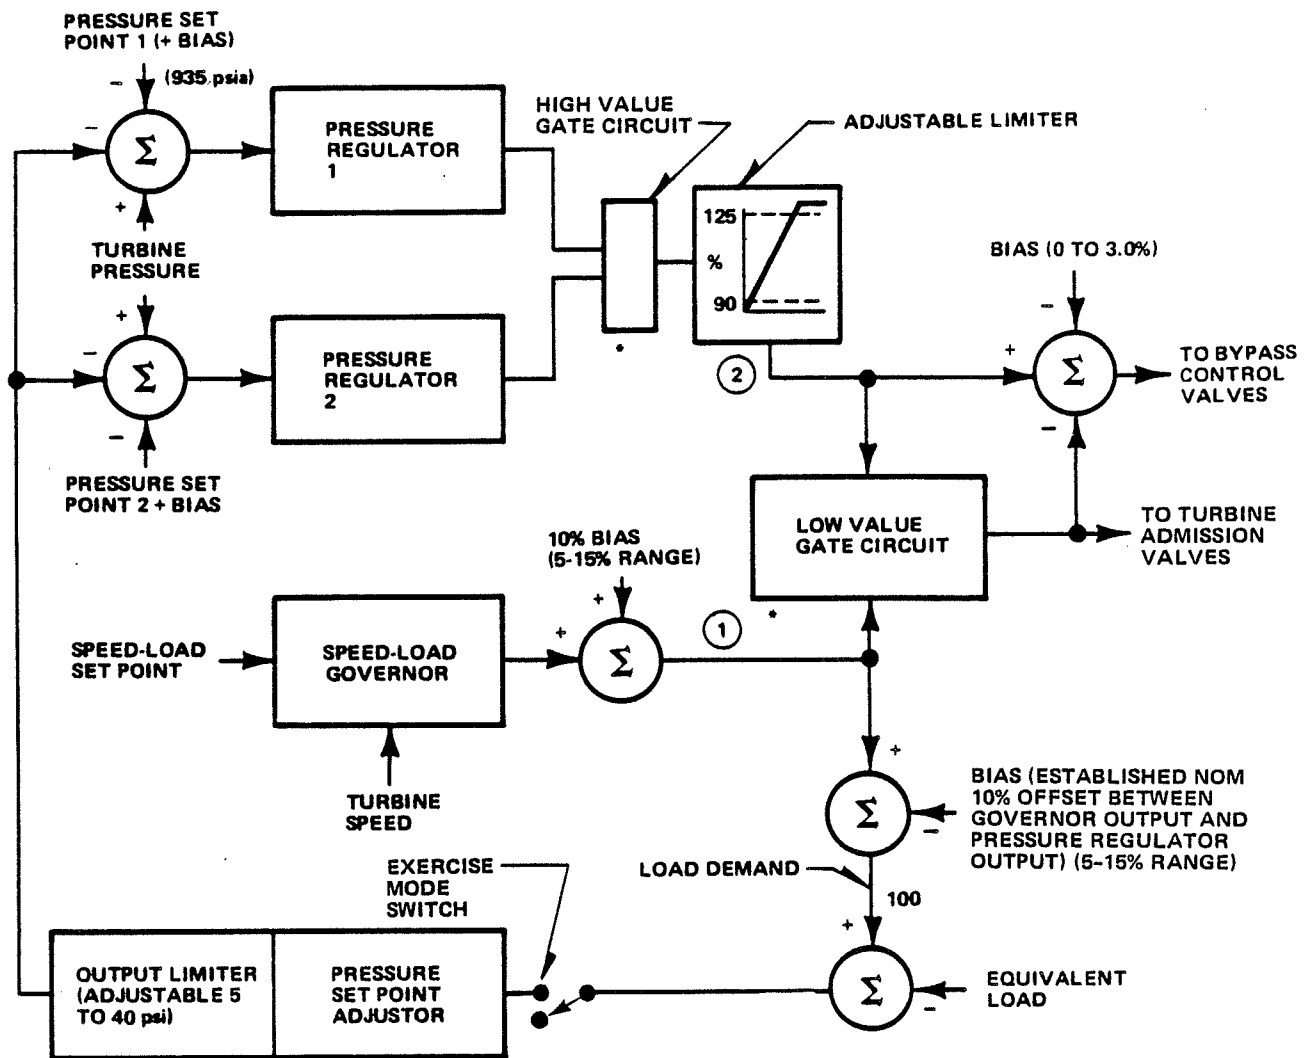 PRESSURE SET
POINT 1 (+ BIAS)
(935 psia)
−
−
Σ
+
TURBINE
PRESSURE
PRESSURE
REGULATOR
1
HIGH VALUE
GATE CIRCUIT
ADJUSTABLE LIMITER
125
%
90
*
+
−
Σ
−
PRESSURE SET
POINT 2 + BIAS
PRESSURE
REGULATOR
2
2
BIAS (0 TO 3.0%)
−
+
Σ
−
TO BYPASS
CONTROL
VALVES
LOW VALUE
GATE CIRCUIT
*
TO TURBINE
ADMISSION
VALVES
10% BIAS
(5-15% RANGE)
+
+
Σ
1
SPEED-LOAD
SET POINT
SPEED-LOAD
GOVERNOR
TURBINE
SPEED
+
Σ
−
BIAS (ESTABLISHED NOM
10% OFFSET BETWEEN
GOVERNOR OUTPUT AND
PRESSURE REGULATOR
OUTPUT) (5-15% RANGE)
LOAD DEMAND
100
EXERCISE
MODE
SWITCH
+
Σ
−
EQUIVALENT
LOAD
OUTPUT LIMITER
(ADJUSTABLE 5
TO 40 psi)
PRESSURE
SET POINT
ADJUSTOR